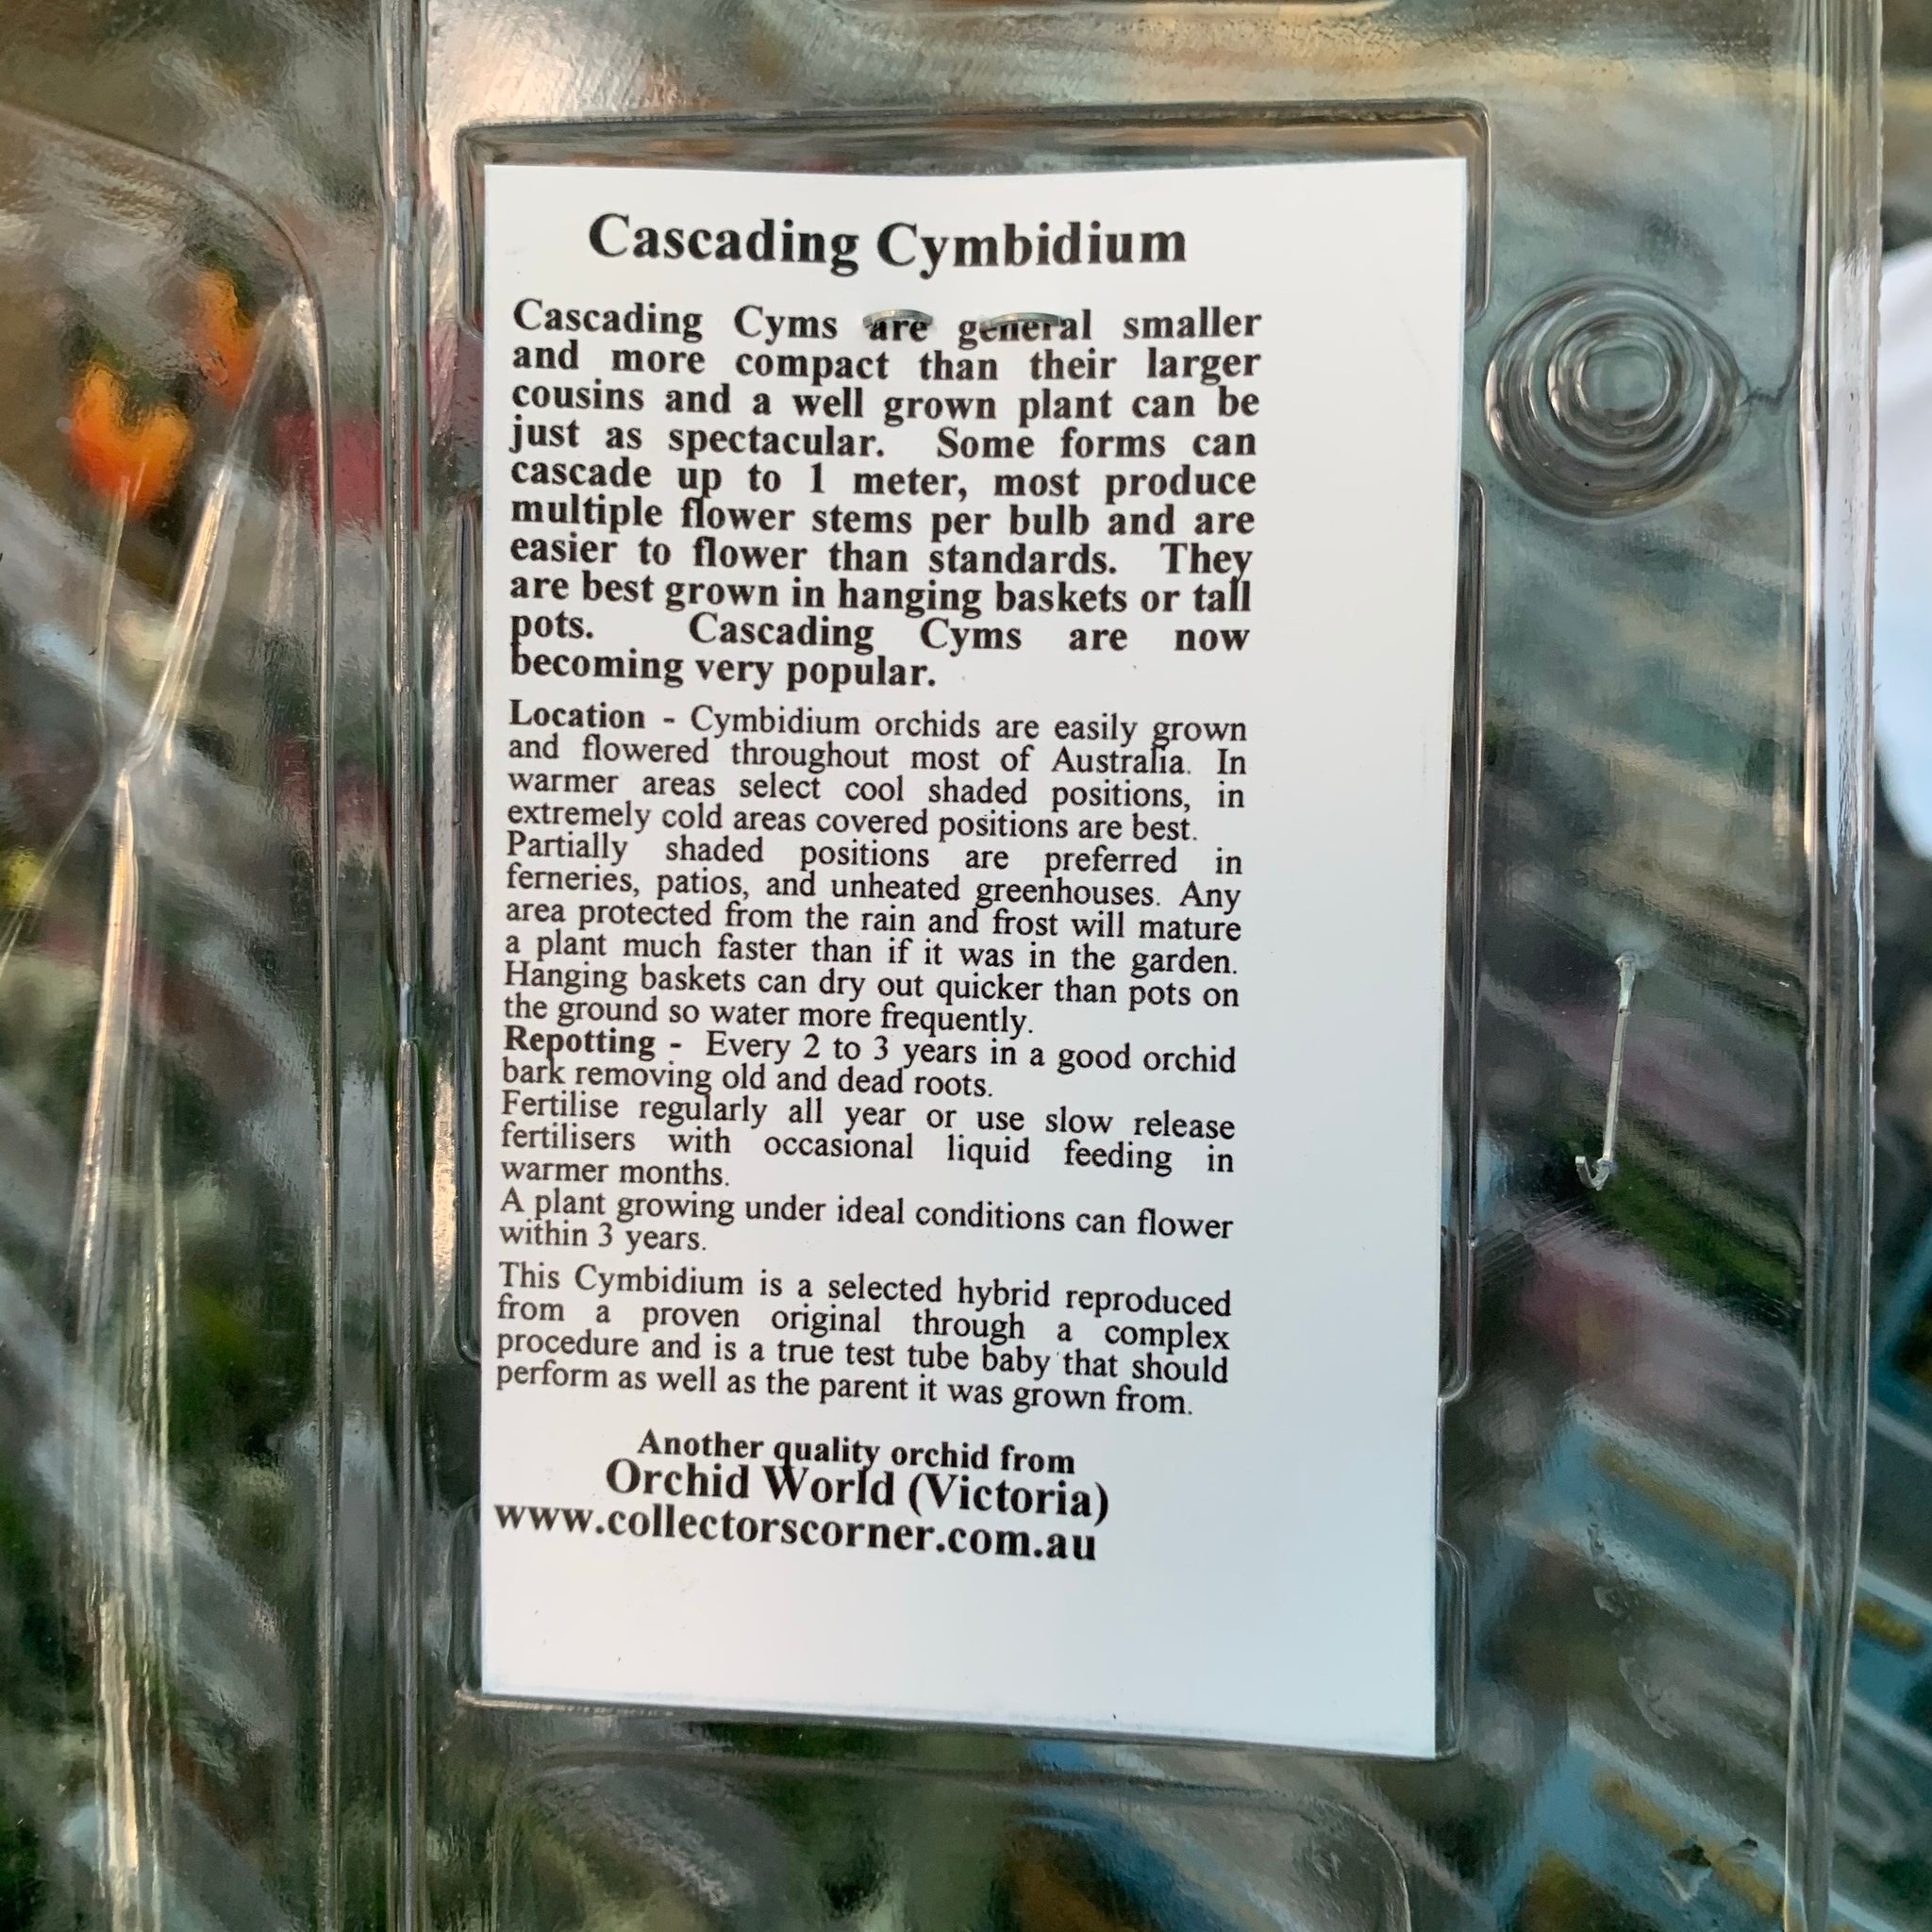 Cascading Cymbidium
Cascading Cyms are general smaller
and more compact than their larger
cousins and a well grown plant can be
just as spectacular. Some forms can
cascade up to 1 meter, most produce
multiple flower stems per bulb and are
easier to flower than standards. They
are best grown in hanging baskets or tall
pots. Cascading Cyms are now
becoming very popular.
Location - Cymbidium orchids are easily grown
and flowered throughout most of Australia. In
warmer areas select cool shaded positions, in
extremely cold areas covered positions are best.
Partially shaded positions are preferred in
ferneries, patios, and unheated greenhouses. Any
area protected from the rain and frost will mature
a plant much faster than if it was in the garden.
Hanging baskets can dry out quicker than pots on
the ground so water more frequently.
Repotting - Every 2 to 3 years in a good orchid
bark removing old and dead roots.
Fertilise regularly all year or use slow release
fertilisers with occasional liquid feeding in
warmer months.
A plant growing under ideal conditions can flower
within 3 years.
This Cymbidium is a selected hybrid reproduced
from a proven original through a complex
procedure and is a true test tube baby that should
perform as well as the parent it was grown from.
Another quality orchid from
Orchid World (Victoria)
www.collectorscorner.com.au